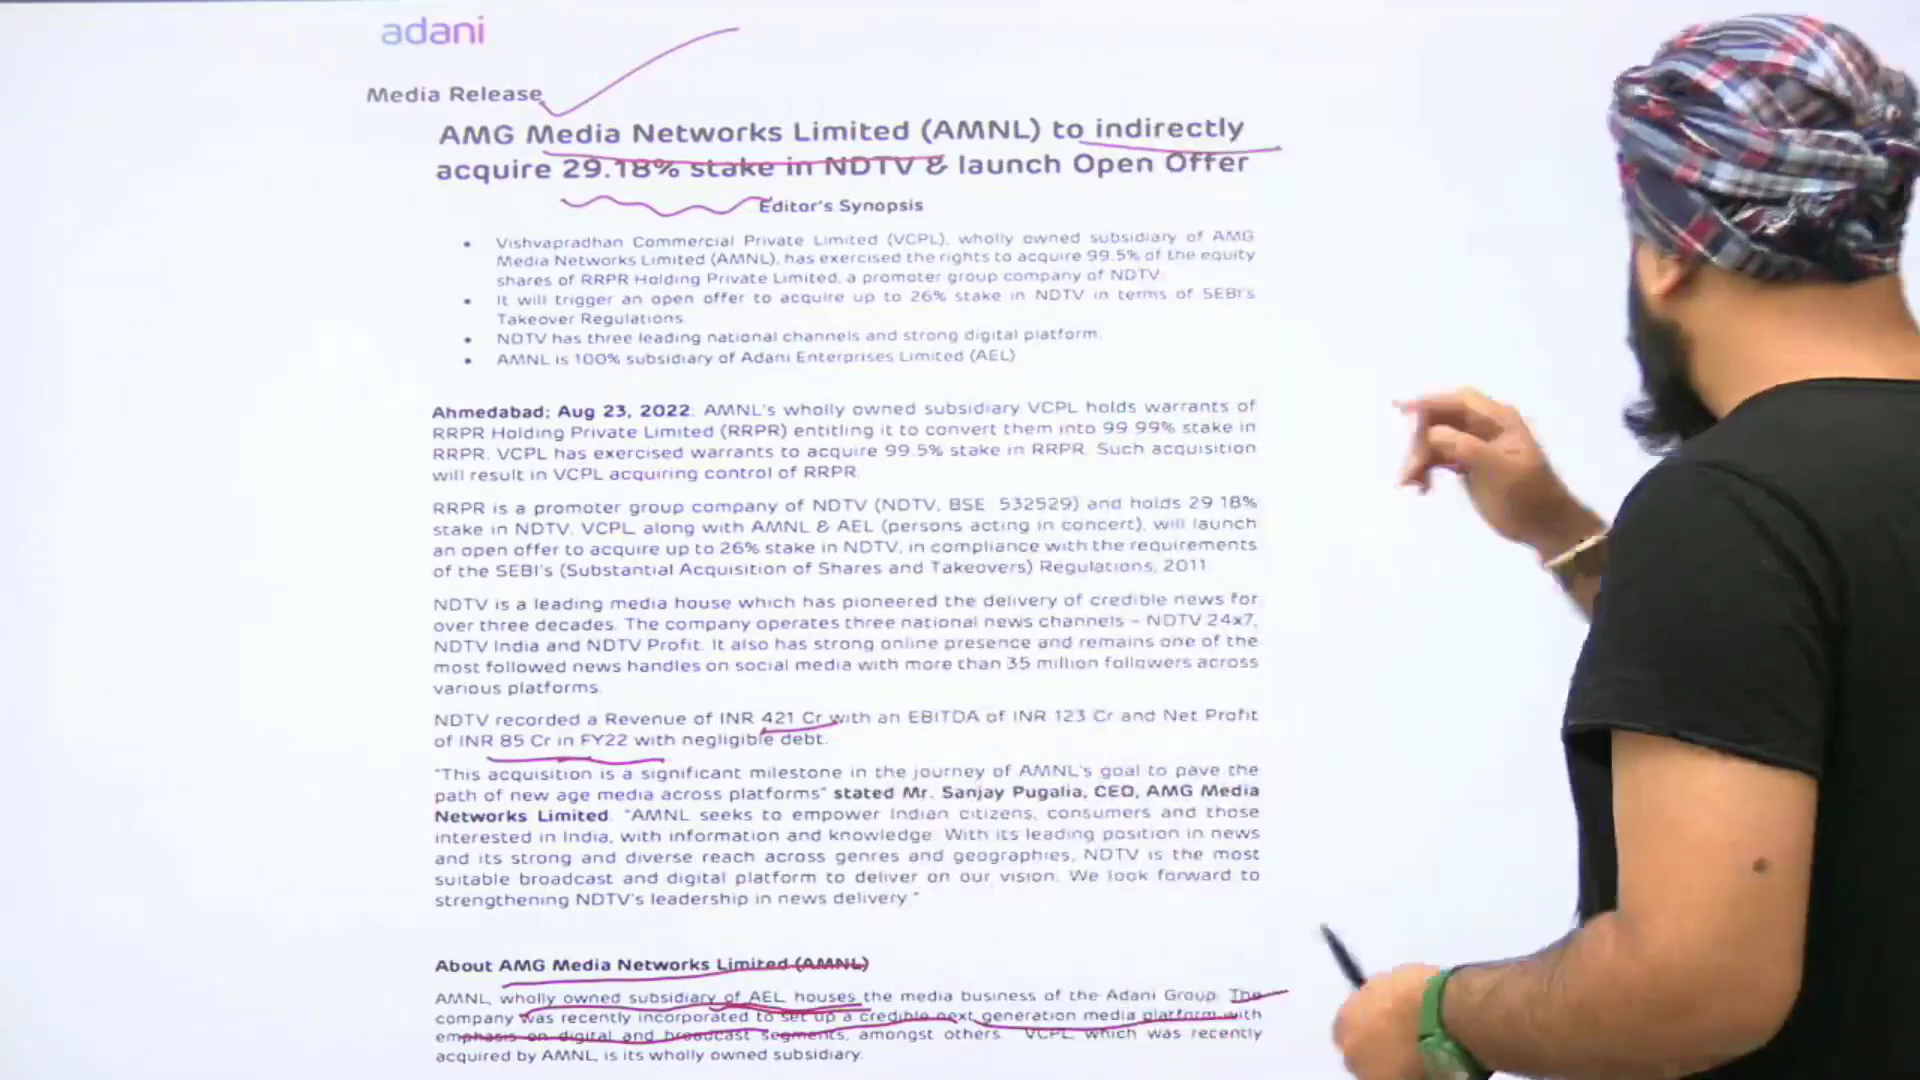 adani
Media Release
AMG Media Networks Limited (AMNL) to indirectly
acquire 29.18% stake in NDTV & launch Open Offer
Editor's Synopsis
• Vishvapradhan Commercial Private Limited (VCPL), wholly owned subsidiary of AMG
Media Networks Limited (AMNL), has exercised the rights to acquire 99.5% of the equity
shares of RRPR Holding Private Limited, a promoter group company of NDTV.
• It will trigger an open offer to acquire up to 26% stake in NDTV in terms of SEBI's
Takeover Regulations.
• NDTV has three leading national channels and strong digital platform.
• AMNL is 100% subsidiary of Adani Enterprises Limited (AEL)
Ahmedabad; Aug 23, 2022: AMNL's wholly owned subsidiary VCPL holds warrants of
RRPR Holding Private Limited (RRPR) entitling it to convert them into 99.99% stake in
RRPR. VCPL has exercised warrants to acquire 99.5% stake in RRPR. Such acquisition
will result in VCPL acquiring control of RRPR.
RRPR is a promoter group company of NDTV (NDTV, BSE 532529) and holds 29.18%
stake in NDTV. VCPL, along with AMNL & AEL (persons acting in concert), will launch
an open offer to acquire up to 26% stake in NDTV, in compliance with the requirements
of the SEBI's (Substantial Acquisition of Shares and Takeovers) Regulations, 2011.
NDTV is a leading media house which has pioneered the delivery of credible news for
over three decades. The company operates three national news channels – NDTV 24x7,
NDTV India and NDTV Profit. It also has strong online presence and remains one of the
most followed news handles on social media with more than 35 million followers across
various platforms.
NDTV recorded a Revenue of INR 421 Cr with an EBITDA of INR 123 Cr and Net Profit
of INR 85 Cr in FY22 with negligible debt.
"This acquisition is a significant milestone in the journey of AMNL's goal to pave the
path of new age media across platforms" stated Mr. Sanjay Pugalia, CEO, AMG Media
Networks Limited. "AMNL seeks to empower Indian citizens, consumers and those
interested in India, with information and knowledge. With its leading position in news
and its strong and diverse reach across genres and geographies, NDTV is the most
suitable broadcast and digital platform to deliver on our vision. We look forward to
strengthening NDTV's leadership in news delivery."
About AMG Media Networks Limited (AMNL)
AMNL, wholly owned subsidiary of AEL houses the media business of the Adani Group. The
company was recently incorporated to set up a credible next generation media platform with
emphasis on digital and broadcast segments, amongst others. VCPL which was recently
acquired by AMNL, is its wholly owned subsidiary.